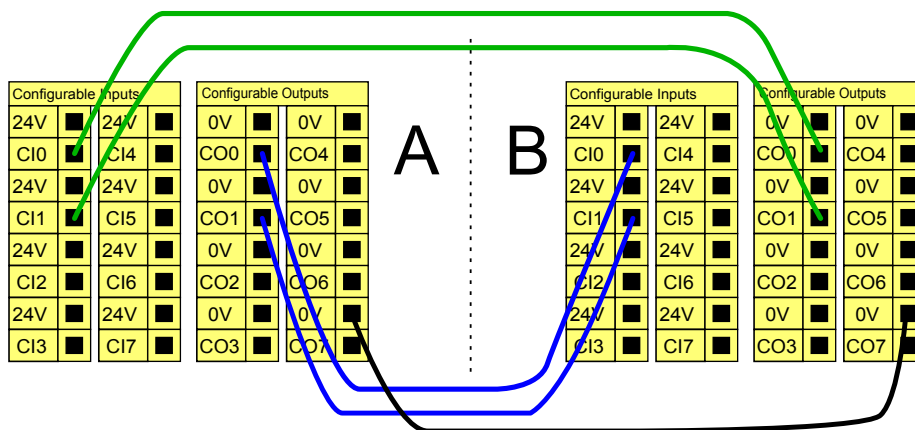 Configurable Inputs
24V 24V
CI0 CI4
24V 24V
CI1 CI5
24V 24V
CI2 CI6
24V 24V
CI3 CI7
Configurable Outputs
0V 0V
CO0 CO4
0V 0V
CO1 CO5
0V 0V
CO2 CO6
0V 0V
CO3 CO7
A
B
Configurable Inputs
24V 24V
CI0 CI4
24V 24V
CI1 CI5
24V 24V
CI2 CI6
24V 24V
CI3 CI7
Configurable Outputs
0V 0V
CO0 CO4
0V 0V
CO1 CO5
0V 0V
CO2 CO6
0V 0V
CO3 CO7